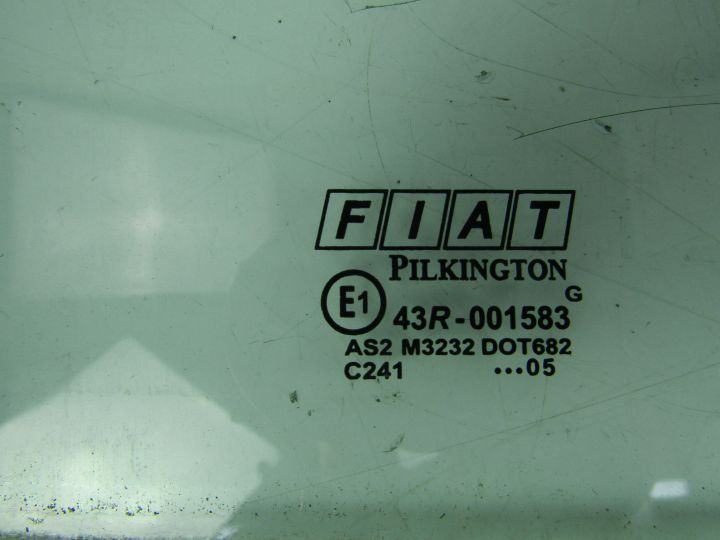 FIAT
PILKINGTON
E1 43R-001583 G
AS2 M3232 DOT682
C241 •••05